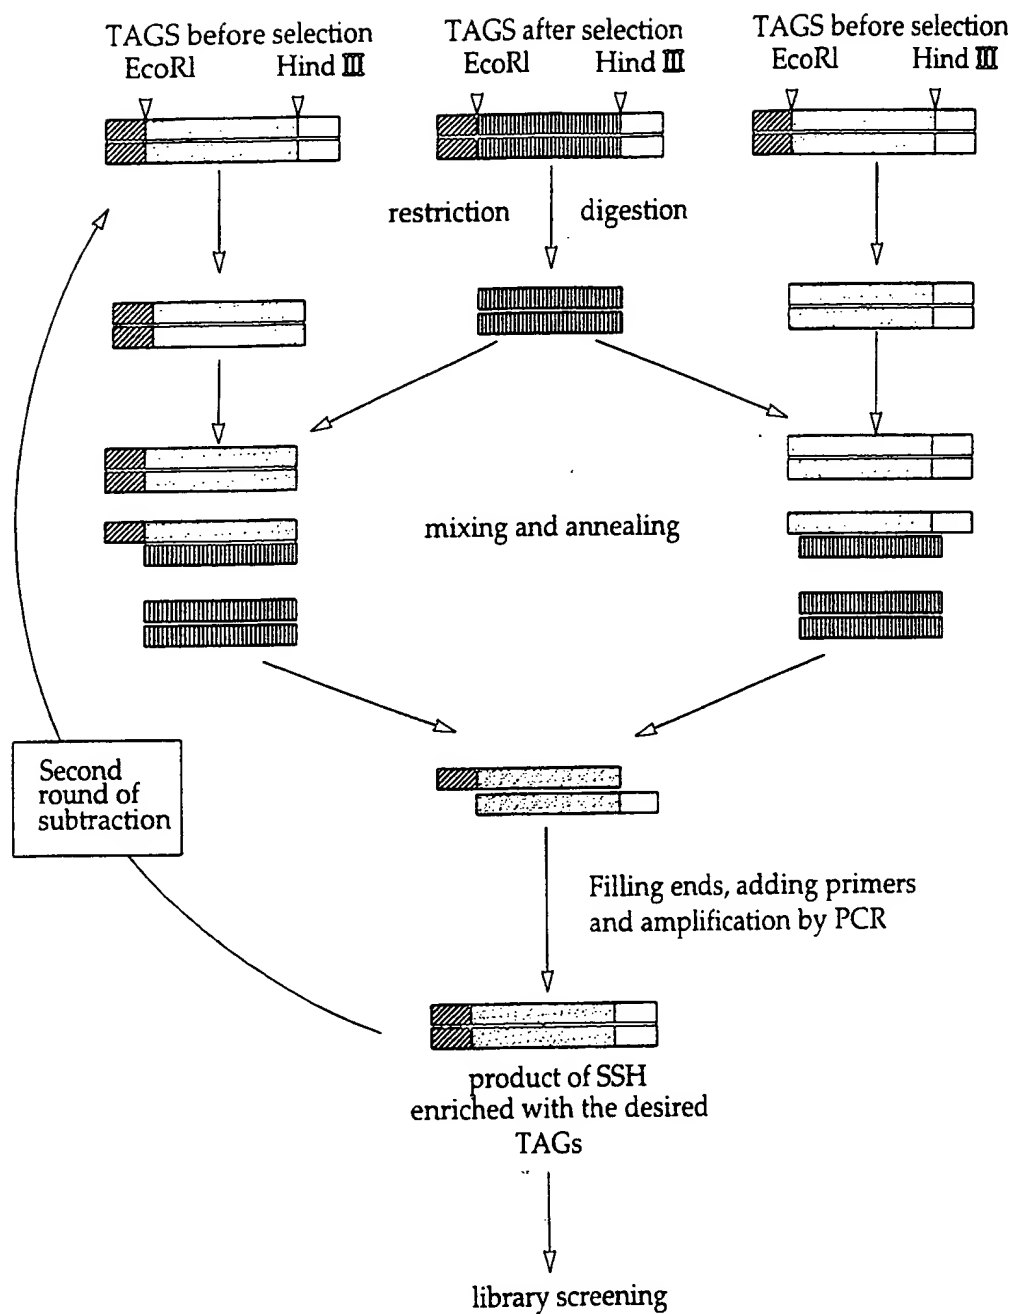 TAGS before selection
EcoRl Hind III
TAGS after selection
EcoRl Hind III
TAGS before selection
EcoRl Hind III
restriction digestion
mixing and annealing
Second
round of
subtraction
Filling ends, adding primers
and amplification by PCR
product of SSH
enriched with the desired
TAGs
library screening